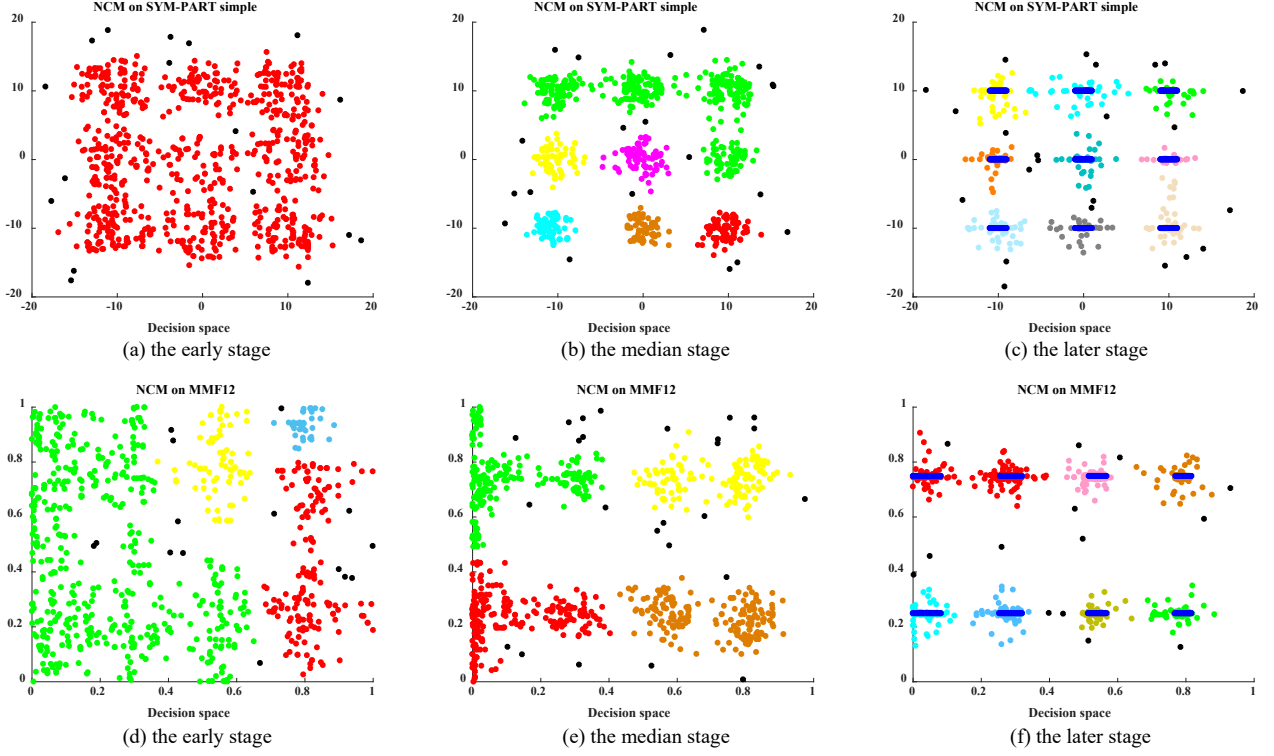 NCM on SYM-PART simple
20
10
0
-10
-20
-20 -10 0 10 20
Decision space
(a) the early stage
NCM on SYM-PART simple
20
10
0
-10
-20
-20 -10 0 10 20
Decision space
(b) the median stage
NCM on SYM-PART simple
20
10
0
-10
-20
-20 -10 0 10 20
Decision space
(c) the later stage
NCM on MMF12
1
0.8
0.6
0.4
0.2
0
0 0.2 0.4 0.6 0.8 1
Decision space
(d) the early stage
NCM on MMF12
1
0.8
0.6
0.4
0.2
0
0 0.2 0.4 0.6 0.8 1
Decision space
(e) the median stage
NCM on MMF12
1
0.8
0.6
0.4
0.2
0
0 0.2 0.4 0.6 0.8 1
Decision space
(f) the later stage